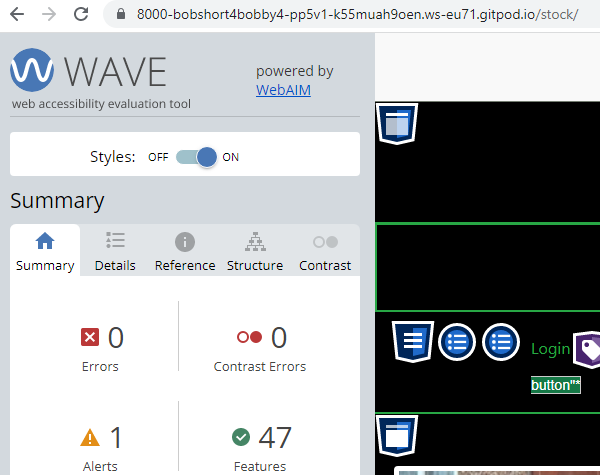 8000-bobshort4bobby4-pp5v1-k55muah9oen.ws-eu71.gitpod.io/stock/
WAVE
powered by
WebAIM
web accessibility evaluation tool
Styles: OFF ON
Summary
Summary Details Reference Structure Contrast
0 0
Errors Contrast Errors
1 47
Alerts Features
Login
button"*